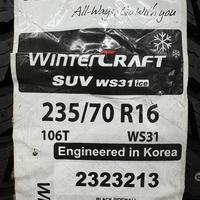 All-Ways, with you
WINTERCRAFT
SUV WS31 ice
235/70 R16
106T WS31
Engineered in Korea
2323213
BLACK SIDEWALL